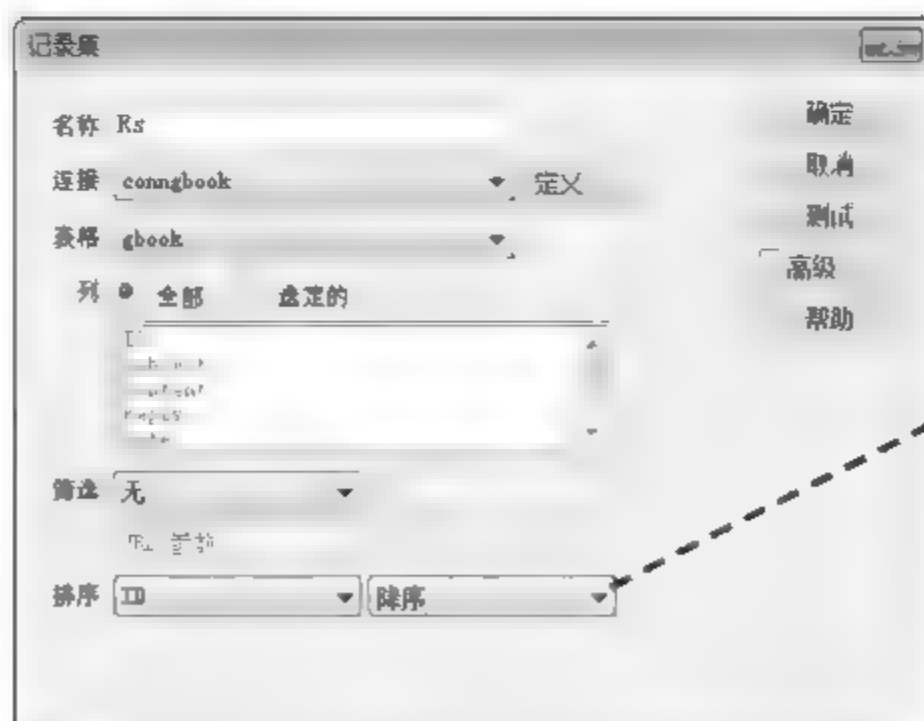 记录集
名称 Rs
确定
连接 conngbook 定义
取消
表格 gbook
测试
列 全部 选定的
高级
帮助
筛选 无
排序 ID 降序